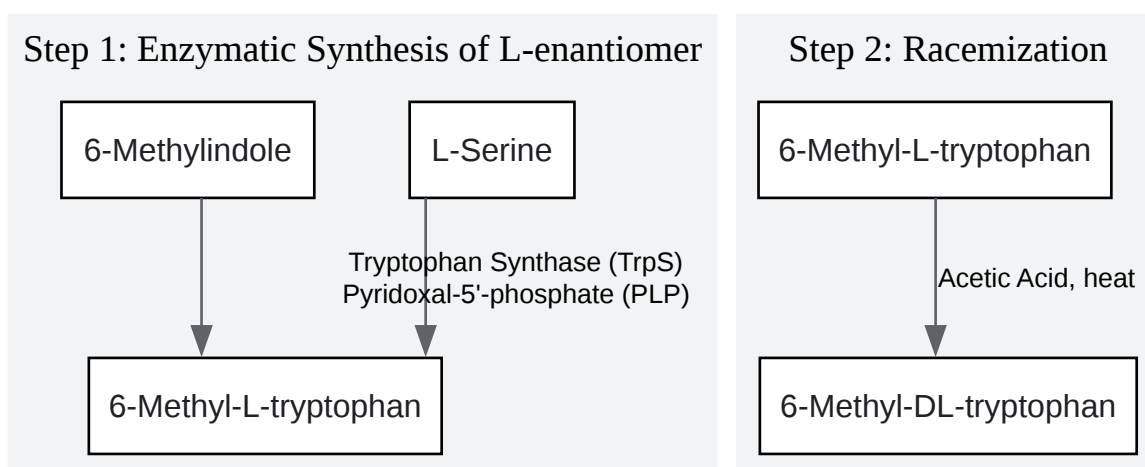 Step 1: Enzymatic Synthesis of L-enantiomer
6-Methylindole
L-Serine
Tryptophan Synthase (TrpS)
Pyridoxal-5'-phosphate (PLP)
6-Methyl-L-tryptophan
Step 2: Racemization
6-Methyl-L-tryptophan
Acetic Acid, heat
6-Methyl-DL-tryptophan